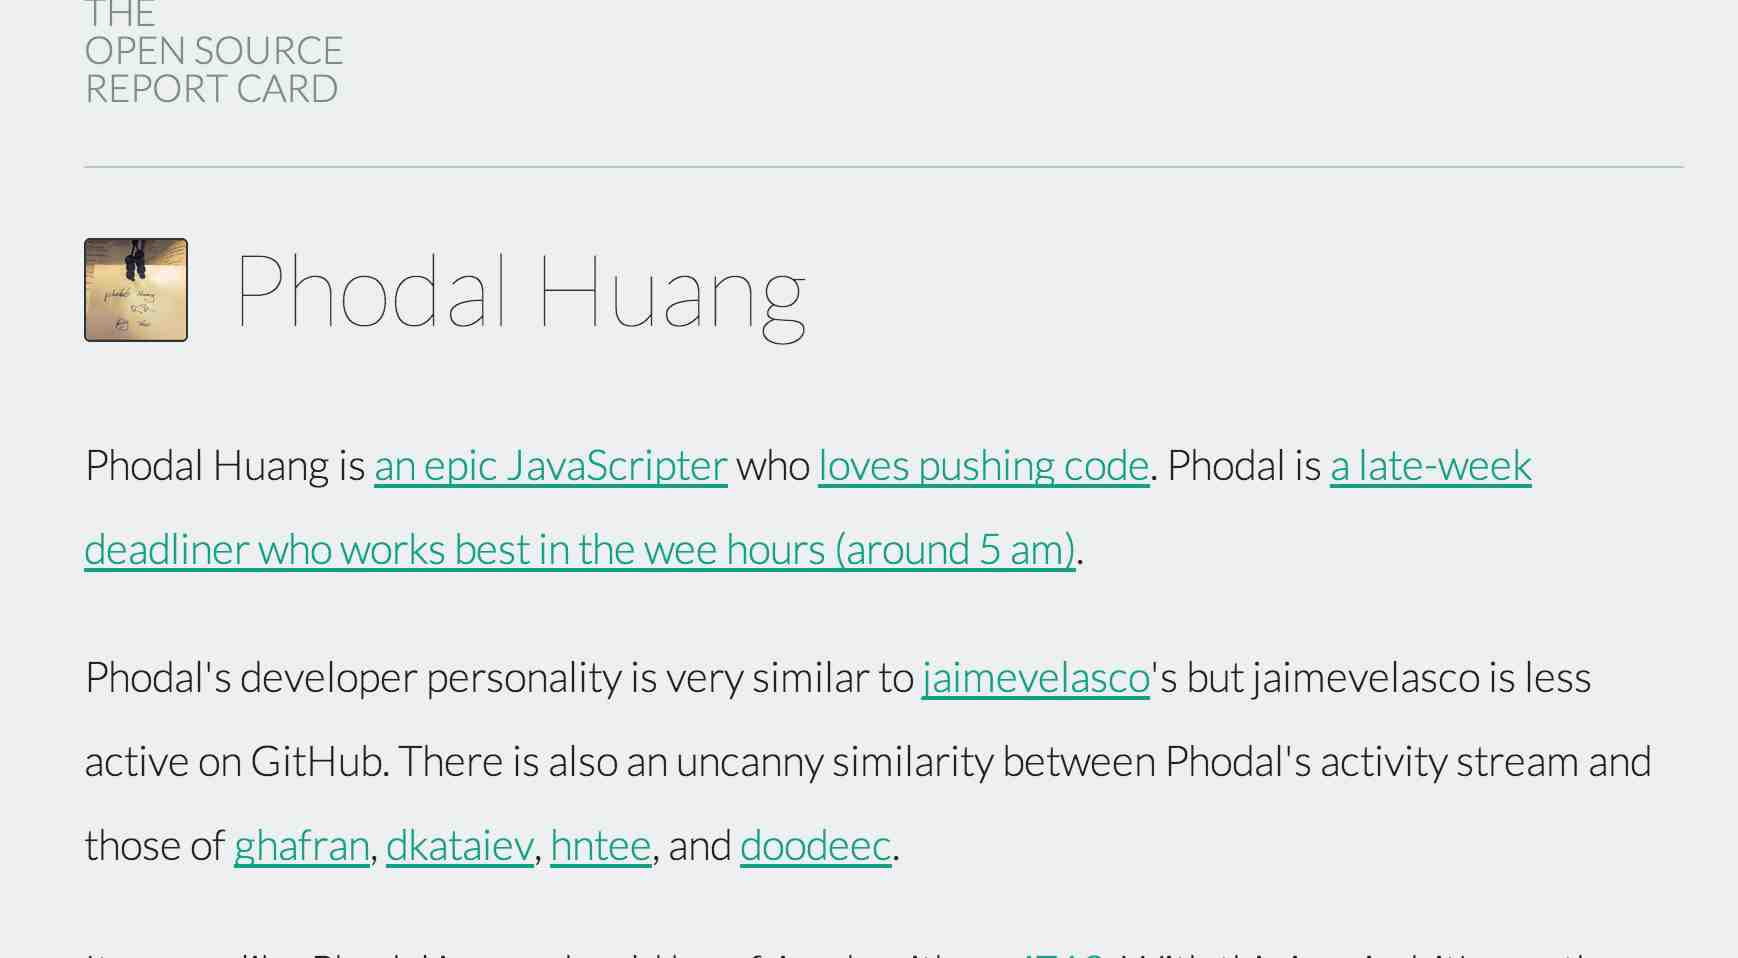 THE
OPEN SOURCE
REPORT CARD
Phodal Huang
Phodal Huang is an epic JavaScripter who loves pushing code. Phodal is a late-week
deadliner who works best in the wee hours (around 5 am).
Phodal's developer personality is very similar to jaimevelasco's but jaimevelasco is less
active on GitHub. There is also an uncanny similarity between Phodal's activity stream and
those of ghafran, dkataiev, hntee, and doodeec.